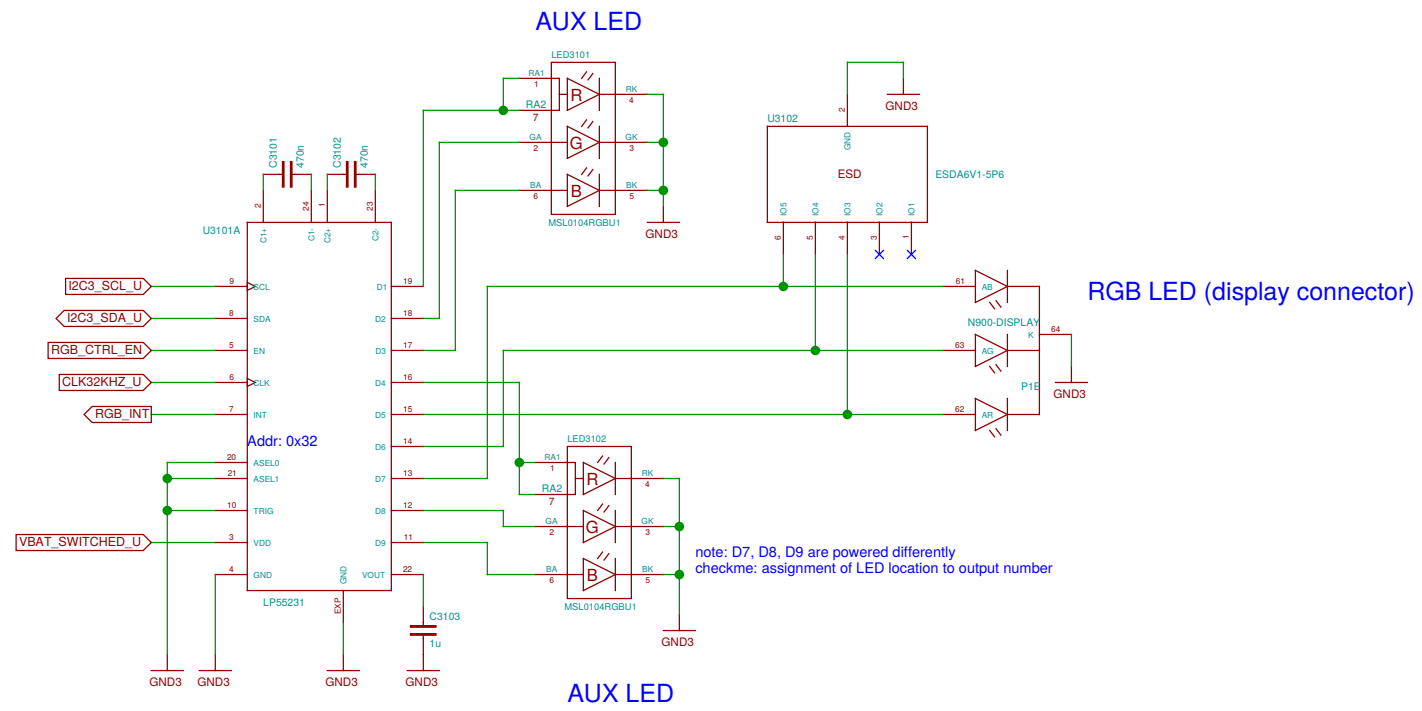 AUX LED
LED3101
RA1
1
RA2
7
R
RK
4
GA
2
G
GK
3
BA
6
B
BK
5
MSL0104RGBU1
GND3
GND3
2
U3102
GND
ESD
ESDA6V1-5P6
IO5
IO4
IO3
IO2
IO1
6
5
4
3
1
C3101
470n
C3102
470n
2
24
1
23
U3101A
C1+
C1-
C2+
C2-
I2C3_SCL_U
9
SCL
D1
19
I2C3_SDA_U
8
SDA
D2
18
RGB_CTRL_EN
5
EN
D3
17
CLK32KHZ_U
6
CLK
D4
16
RGB_INT
7
INT
D5
15
Addr: 0x32
D6
14
20
ASEL0
21
ASEL1
D7
13
10
TRIG
D8
12
VBAT_SWITCHED_U
3
VDD
D9
11
4
GND
GND
VOUT
22
EXP
LP55231
C3103
1u
GND3
GND3
GND3
GND3
61
AB
RGB LED (display connector)
N900-DISPLAY
K
64
63
AG
P1E
GND3
62
AR
LED3102
RA1
1
RA2
7
R
RK
4
GA
2
G
GK
3
BA
6
B
BK
5
MSL0104RGBU1
GND3
note: D7, D8, D9 are powered differently
checkme: assignment of LED location to output number
AUX LED